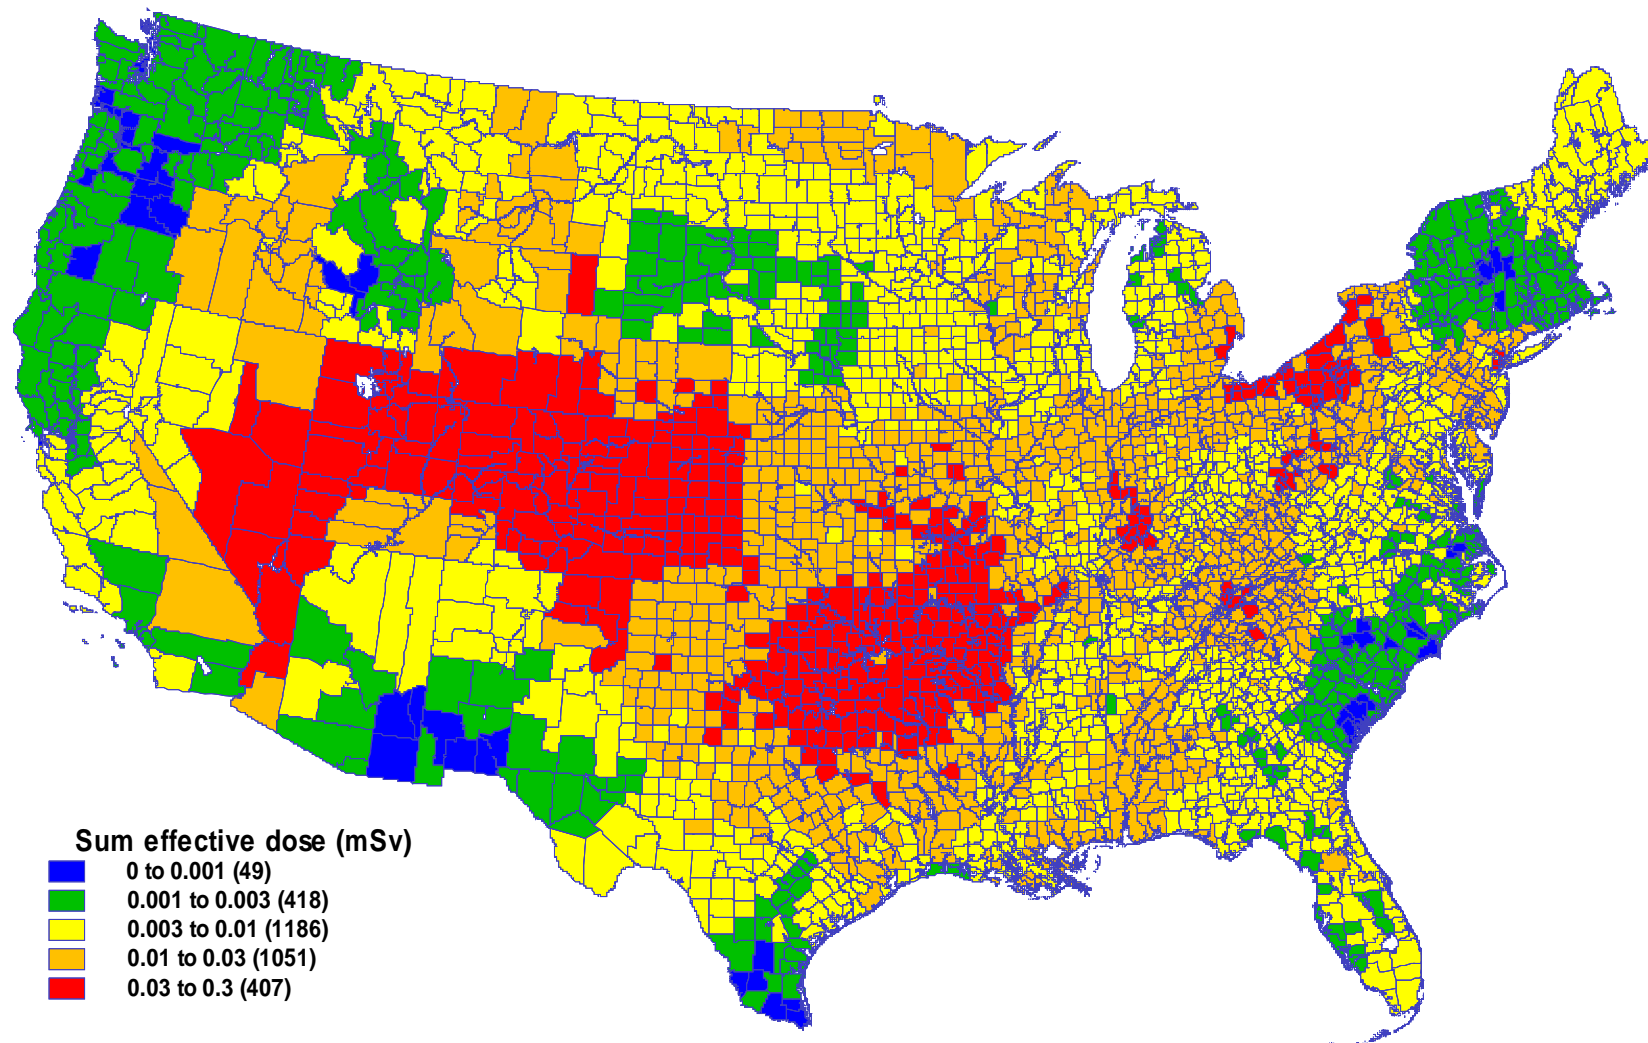 Sum effective dose (mSv)
0 to 0.001 (49)
0.001 to 0.003 (418)
0.003 to 0.01 (1186)
0.01 to 0.03 (1051)
0.03 to 0.3 (407)